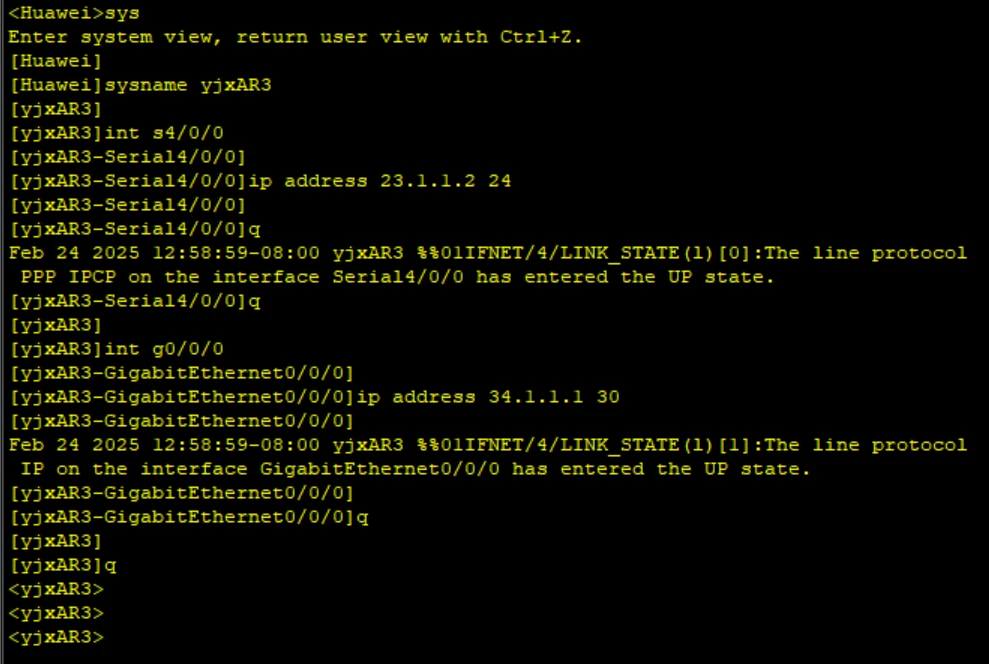 <Huawei>sys
Enter system view, return user view with Ctrl+Z.
[Huawei]
[Huawei]sysname yjxAR3
[yjxAR3]
[yjxAR3]int s4/0/0
[yjxAR3-Serial4/0/0]
[yjxAR3-Serial4/0/0]ip address 23.1.1.2 24
[yjxAR3-Serial4/0/0]
[yjxAR3-Serial4/0/0]q
Feb 24 2025 12:58:59-08:00 yjxAR3 %%01IFNET/4/LINK_STATE(l)[0]:The line protocol
 PPP IPCP on the interface Serial4/0/0 has entered the UP state.
[yjxAR3-Serial4/0/0]q
[yjxAR3]
[yjxAR3]int g0/0/0
[yjxAR3-GigabitEthernet0/0/0]
[yjxAR3-GigabitEthernet0/0/0]ip address 34.1.1.1 30
[yjxAR3-GigabitEthernet0/0/0]
Feb 24 2025 12:58:59-08:00 yjxAR3 %%01IFNET/4/LINK_STATE(l)[1]:The line protocol
 IP on the interface GigabitEthernet0/0/0 has entered the UP state.
[yjxAR3-GigabitEthernet0/0/0]
[yjxAR3-GigabitEthernet0/0/0]q
[yjxAR3]
[yjxAR3]q
<yjxAR3>
<yjxAR3>
<yjxAR3>